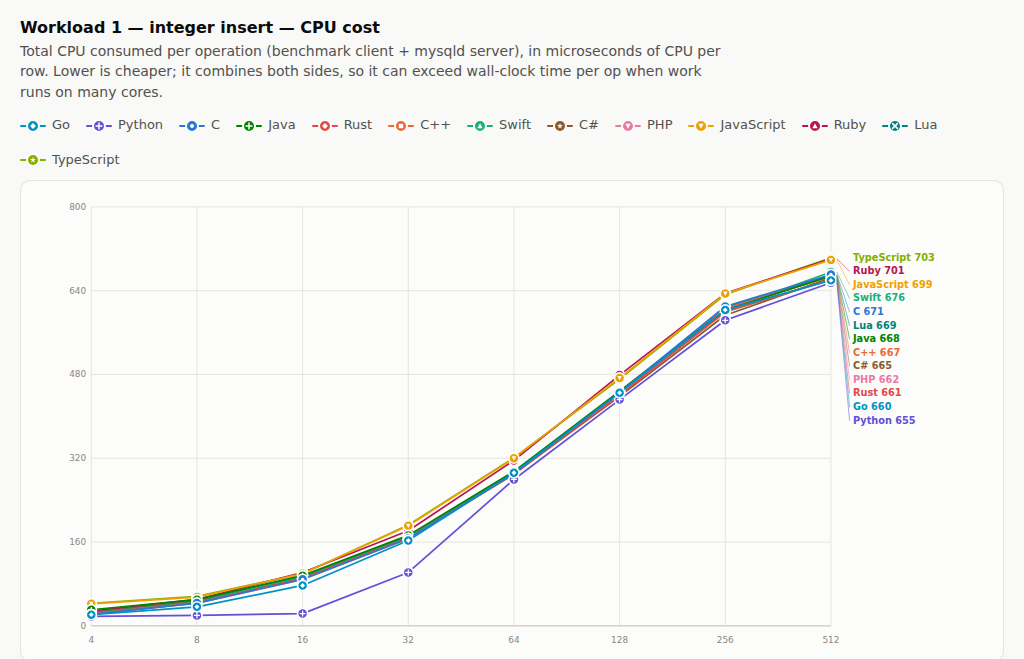 Workload 1 — integer insert — CPU cost
Total CPU consumed per operation (benchmark client + mysqld server), in microseconds of CPU per
row. Lower is cheaper; it combines both sides, so it can exceed wall-clock time per op when work
runs on many cores.
Go Python C Java Rust C++ Swift C# PHP JavaScript Ruby Lua
TypeScript
800
640
480
320
160
0
4 8 16 32 64 128 256 512
TypeScript 703
Ruby 701
JavaScript 699
Swift 676
C 671
Lua 669
Java 668
C++ 667
C# 665
PHP 662
Rust 661
Go 660
Python 655